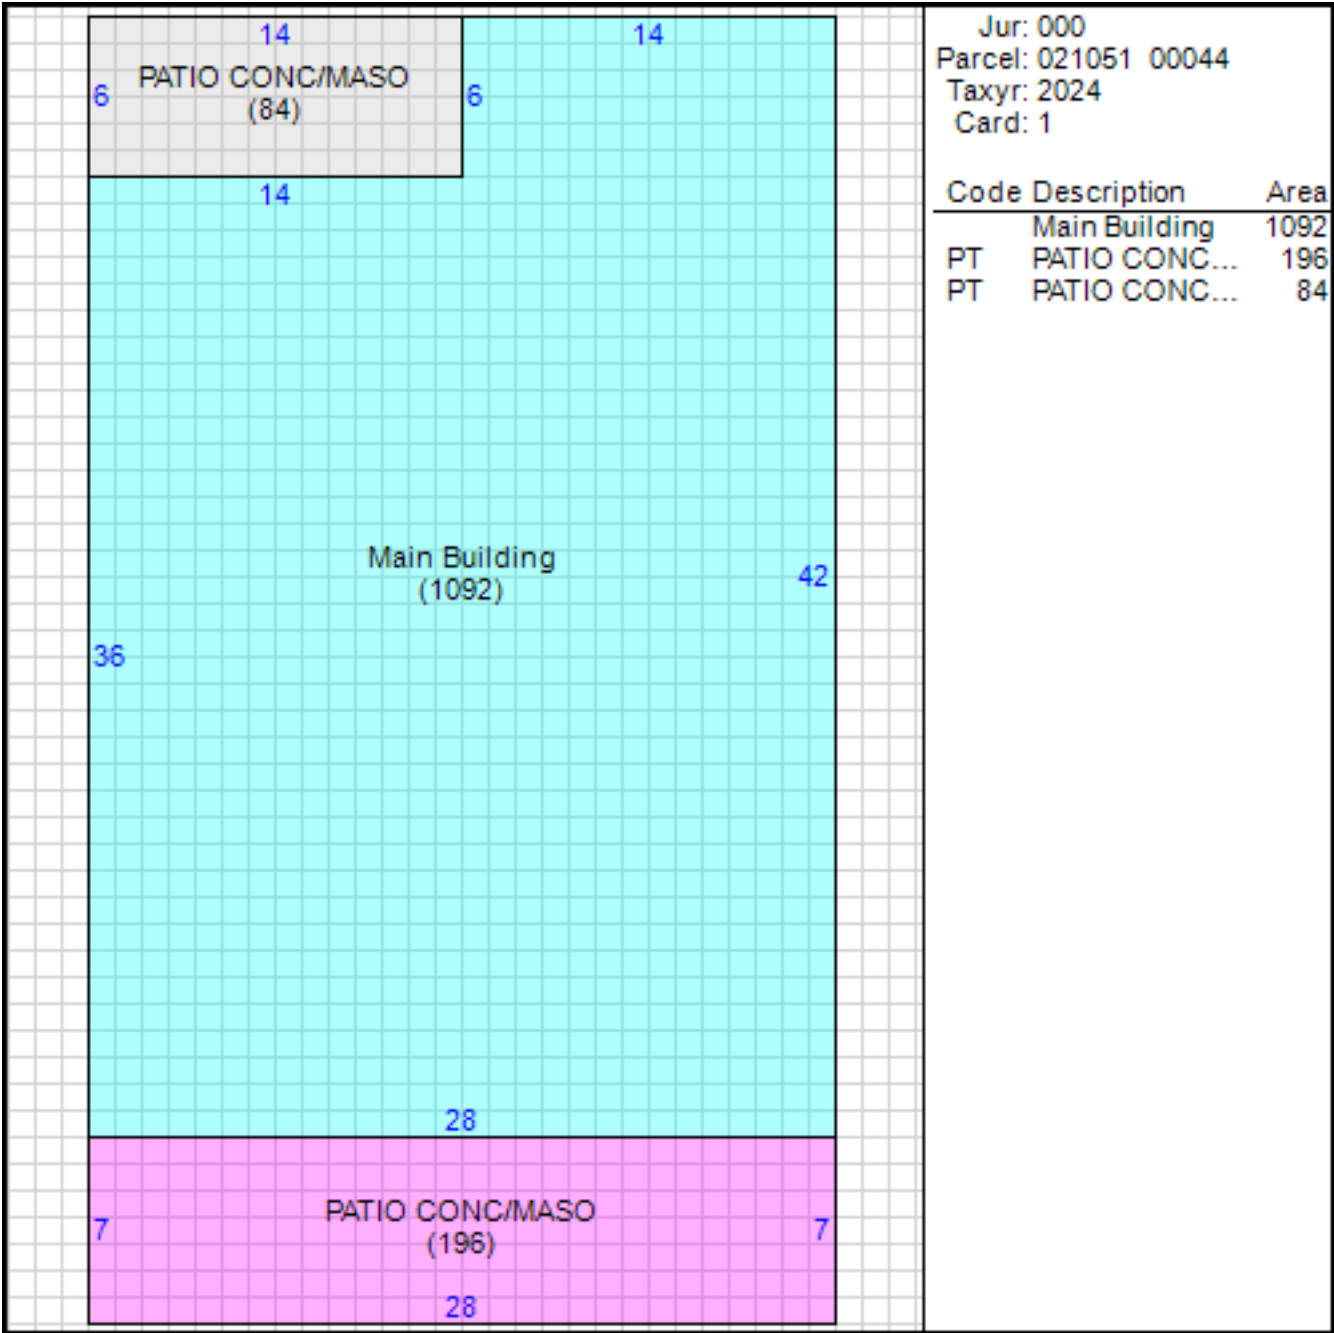 14
14
PATIO CONC/MASO
6
6
(84)
14
Main Building
(1092)
42
36
28
PATIO CONC/MASO
7
7
(196)
28
Jur: 000
Parcel: 021051 00044
Taxyr: 2024
Card: 1
Code Description Area
Main Building 1092
PT PATIO CONC... 196
PT PATIO CONC... 84